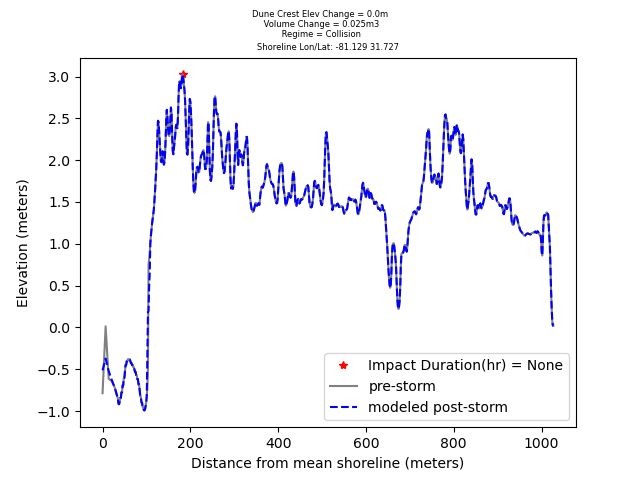 Dune Crest Elev Change = 0.0m
Volume Change = 0.025m3
Regime = Collision
Shoreline Lon/Lat: -81.129 31.727
3.0
2.5
2.0
1.5
1.0
0.5
0.0
−0.5
−1.0
Elevation (meters)
Impact Duration(hr) = None
pre-storm
modeled post-storm
0 200 400 600 800 1000
Distance from mean shoreline (meters)